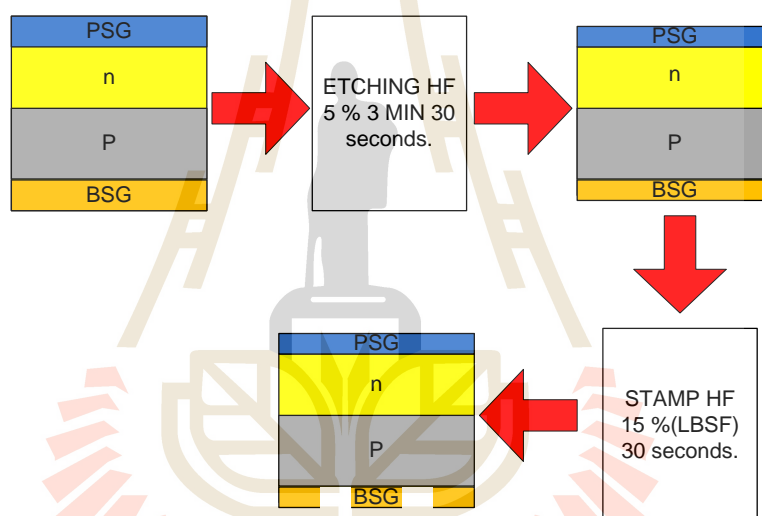 PSG
n
P
BSG
ETCHING HF
5 % 3 MIN 30
seconds.
PSG
n
P
BSG
STAMP HF
15 %(LBSF)
30 seconds.
PSG
n
P
BSG